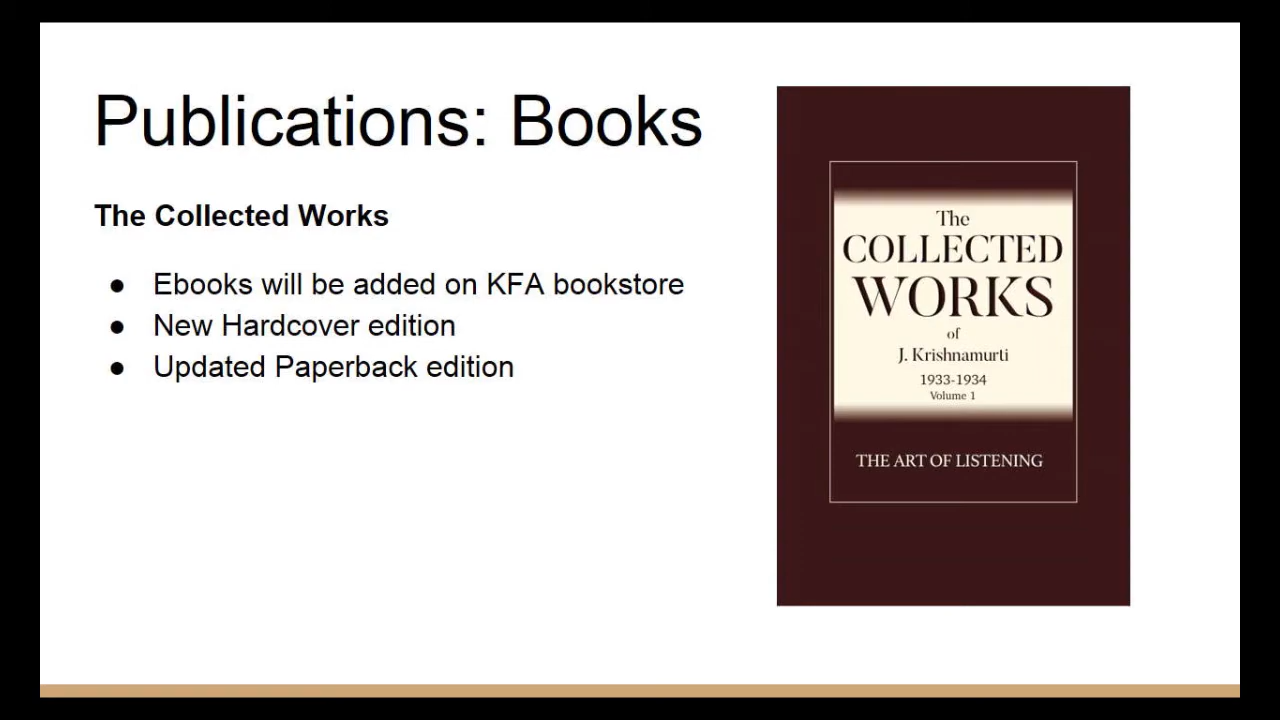 Publications: Books
The Collected Works
● Ebooks will be added on KFA bookstore
● New Hardcover edition
● Updated Paperback edition
The
COLLECTED
WORKS
of
J. Krishnamurti
1933-1934
Volume 1
THE ART OF LISTENING